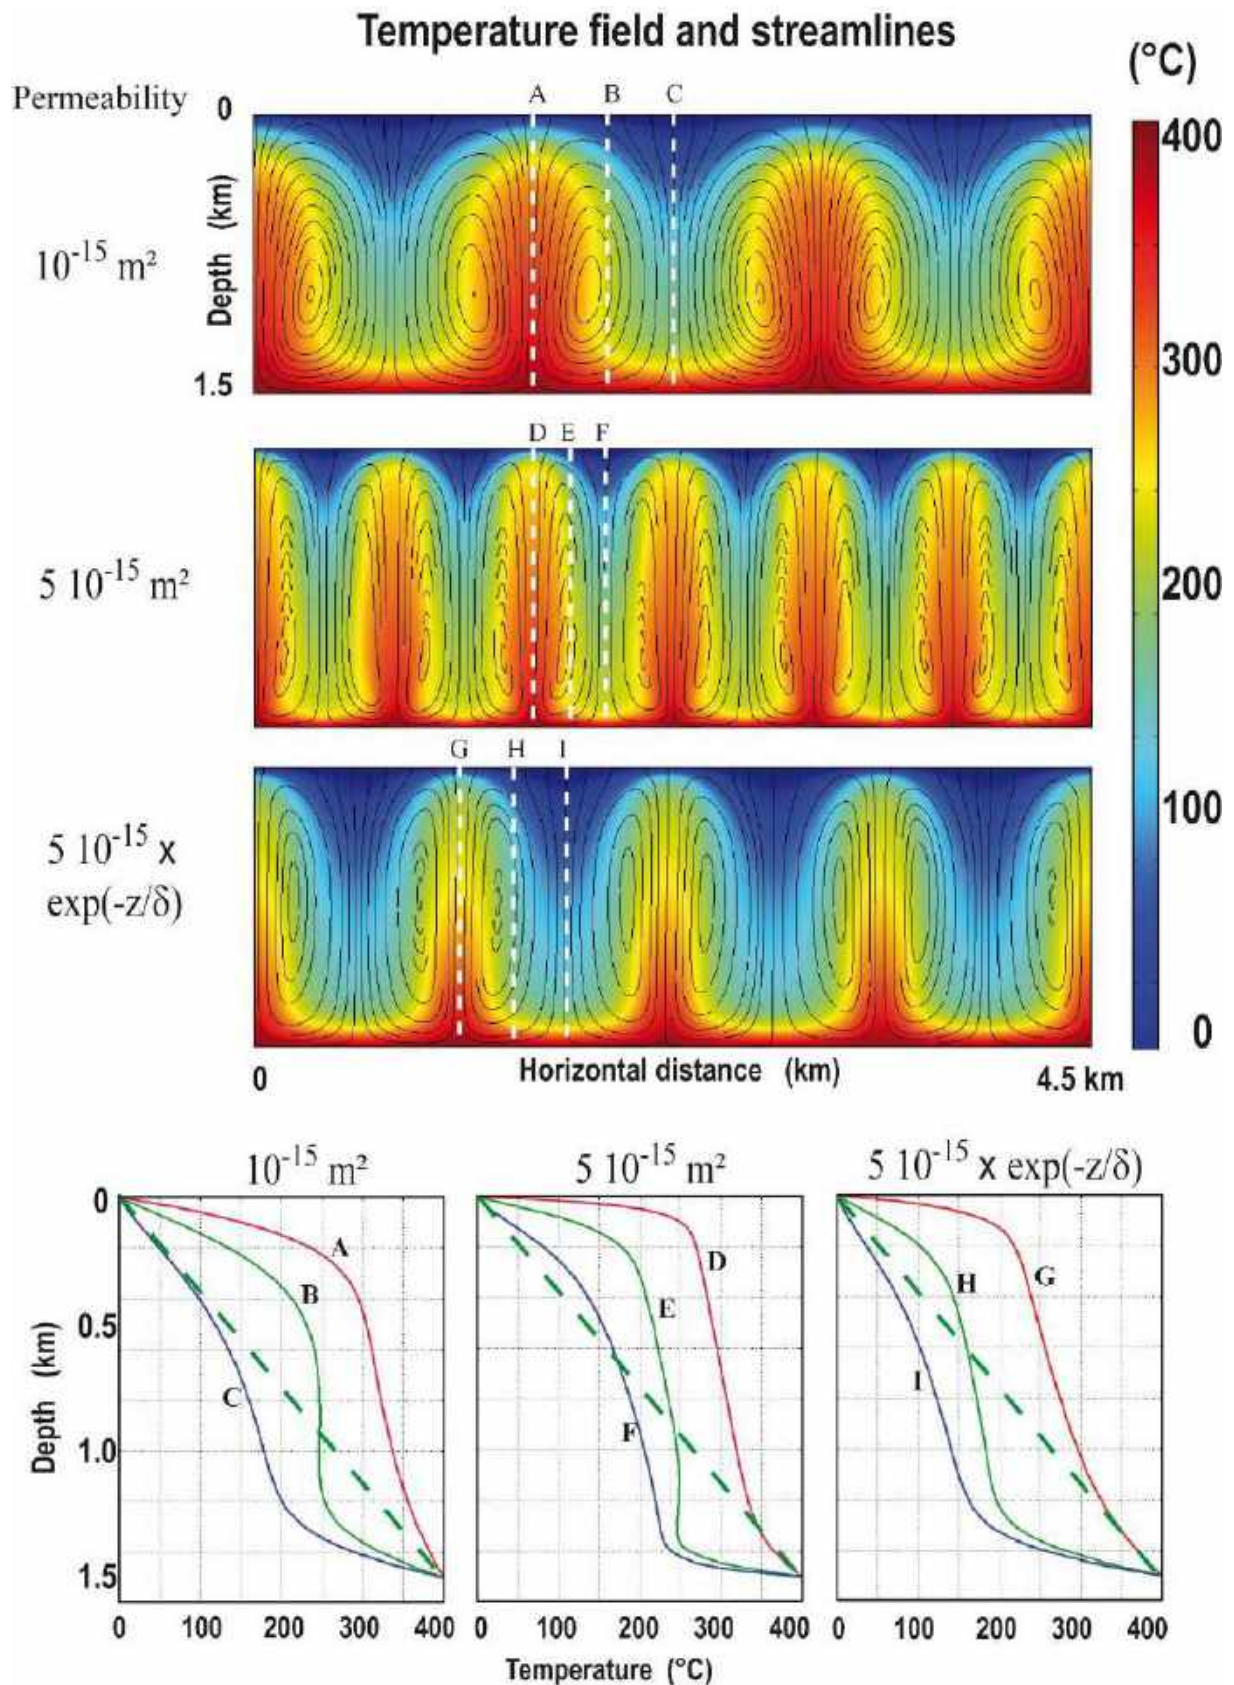 Temperature field and streamlines
(°C)
Permeability
0
A
B
C
400
Depth (km)
10⁻¹⁵ m²
300
1.5
D
E
F
5 10⁻¹⁵ m²
200
G
H
I
5 10⁻¹⁵ x
exp(-z/δ)
100
0
0
Horizontal distance (km)
4.5 km
10⁻¹⁵ m²
5 10⁻¹⁵ m²
5 10⁻¹⁵ x exp(-z/δ)
0
A
B
C
D
E
F
G
H
I
0.5
Depth (km)
1.0
1.5
0 100 200 300 400
0 100 200 300 400
0 100 200 300 400
Temperature (°C)